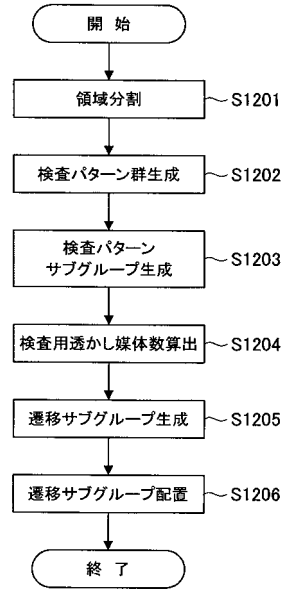 開 始
領域分割 S1201
検査パターン群生成 S1202
検査パターン
サブグループ生成 S1203
検査用透かし媒体数算出 S1204
遷移サブグループ生成 S1205
遷移サブグループ配置 S1206
終 了